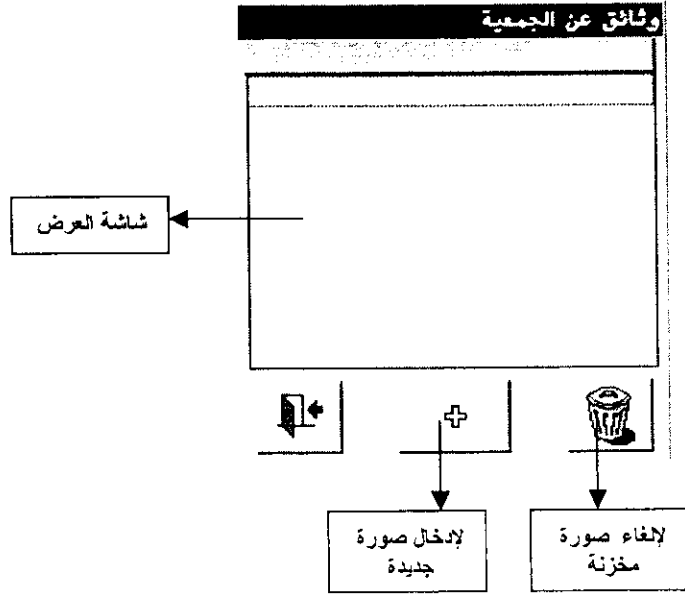 وثائق عن الجمعية
شاشة العرض
لإلغاء صورة
مخزنة
لإدخال صورة
جديدة